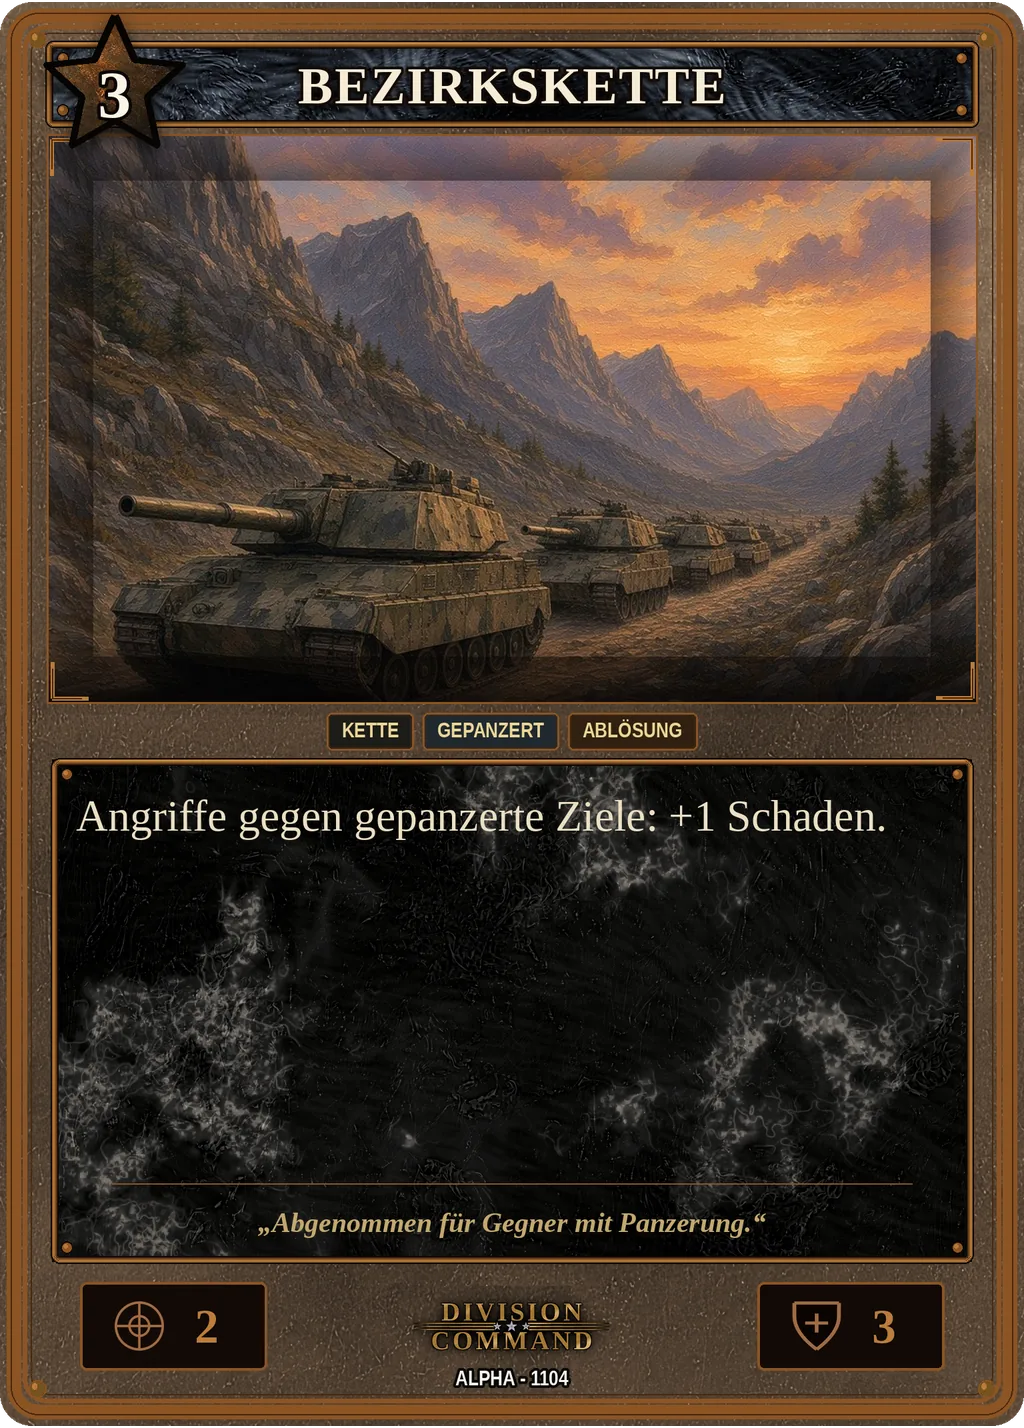 3
BEZIRKSKETTE
KETTE GEPANZERT ABLÖSUNG
Angriffe gegen gepanzerte Ziele: +1 Schaden.
„Abgenommen für Gegner mit Panzerung.“
2
DIVISION
COMMAND
3
ALPHA - 1104